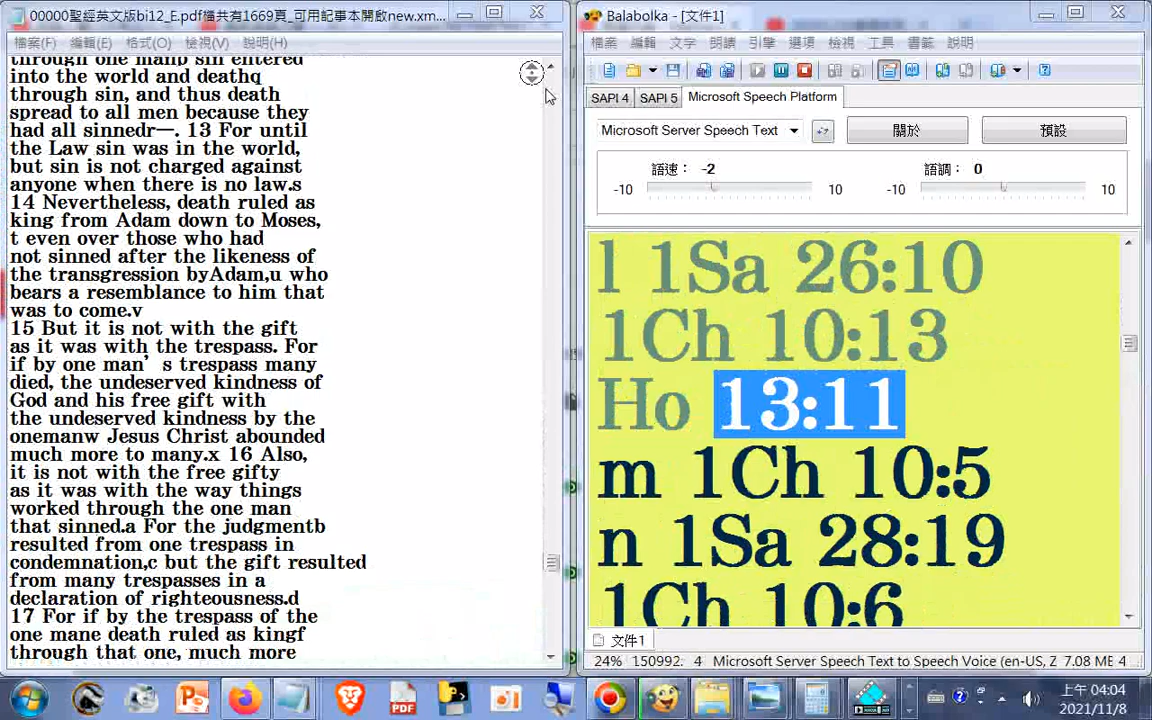 00000聖經英文版bi12_E.pdf檔共有1669頁_可用記事本開啟new.xm...
檔案(F) 編輯(E) 格式(O) 檢視(V) 說明(H)
through one manp sin entered
into the world and deathq
through sin, and thus death
spread to all men because they
had all sinnedr—. 13 For until
the Law sin was in the world,
but sin is not charged against
anyone when there is no law.s
14 Nevertheless, death ruled as
king from Adam down to Moses,
t even over those who had
not sinned after the likeness of
the transgression byAdam,u who
bears a resemblance to him that
was to come.v
15 But it is not with the gift
as it was with the trespass. For
if by one man’s trespass many
died, the undeserved kindness of
God and his free gift with
the undeserved kindness by the
onemanw Jesus Christ abounded
much more to many.x 16 Also,
it is not with the free gifty
as it was with the way things
worked through the one man
that sinned.a For the judgmentb
resulted from one trespass in
condemnation,c but the gift resulted
from many trespasses in a
declaration of righteousness.d
17 For if by the trespass of the
one mane death ruled as kingf
through that one, much more
Balabolka - [文件1]
檔案 編輯 文字 朗讀 引擎 選項 檢視 工具 書籤 說明
SAPI 4 SAPI 5 Microsoft Speech Platform
Microsoft Server Speech Text 關於 預設
語速: -2 語調: 0
-10 10 -10 10
l 1Sa 26:10
1Ch 10:13
Ho 13:11
m 1Ch 10:5
n 1Sa 28:19
1Ch 10:6
文件1
24% 150992: 4 Microsoft Server Speech Text to Speech Voice (en-US, Z 7.08 MB 4
上午 04:04
2021/11/8